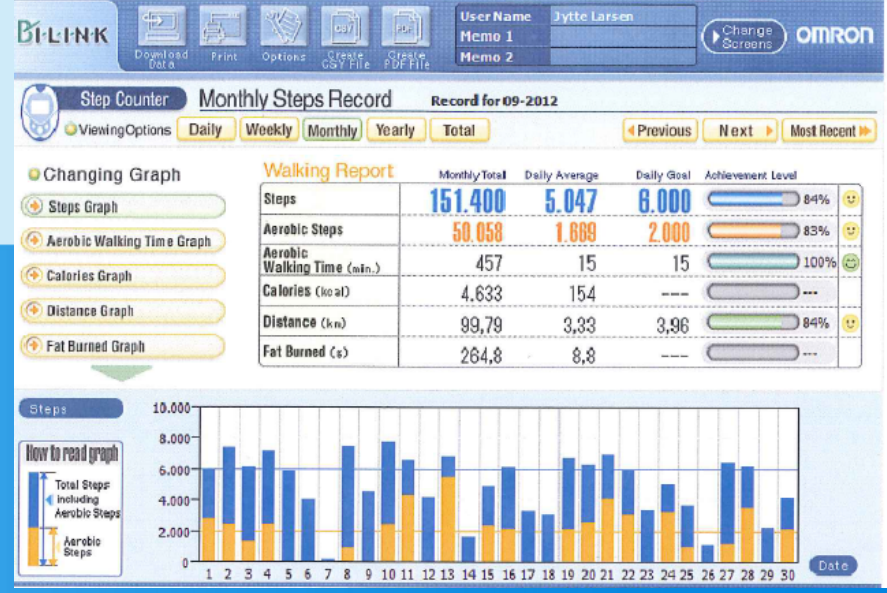 Bi-LINK
Download Data
Print
Options
Create CSV File
Create PDF File
User Name Jytte Larsen
Memo 1
Memo 2
Change Screens
OMRON
Step Counter
Monthly Steps Record
Record for 09-2012
Viewing Options Daily Weekly Monthly Yearly Total
Previous Next Most Recent
Changing Graph
Steps Graph
Aerobic Walking Time Graph
Calories Graph
Distance Graph
Fat Burned Graph
Walking Report Monthly Total Daily Average Daily Goal Achievement Level
Steps 151.400 5.047 6.000 84%
Aerobic Steps 50.058 1.669 2.000 83%
Aerobic
Walking Time (min.) 457 15 15 100%
Calories (kcal) 4.633 154 --- ---
Distance (km) 99,79 3,33 3,96 84%
Fat Burned (g) 264,8 8,8 --- ---
Steps
How to read graph
Total Steps
including
Aerobic Steps
Aerobic
Steps
10.000
8.000
6.000
4.000
2.000
0
1 2 3 4 5 6 7 8 9 10 11 12 13 14 15 16 17 18 19 20 21 22 23 24 25 26 27 28 29 30
Date